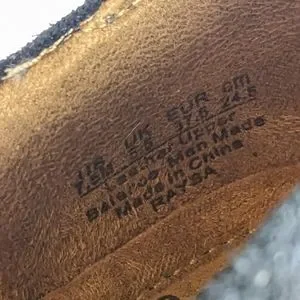 US UK EUR cm
7.5M 5.5 37.5 24.5
Leather Upper
Balance Man Made
Made in China
RAYSA